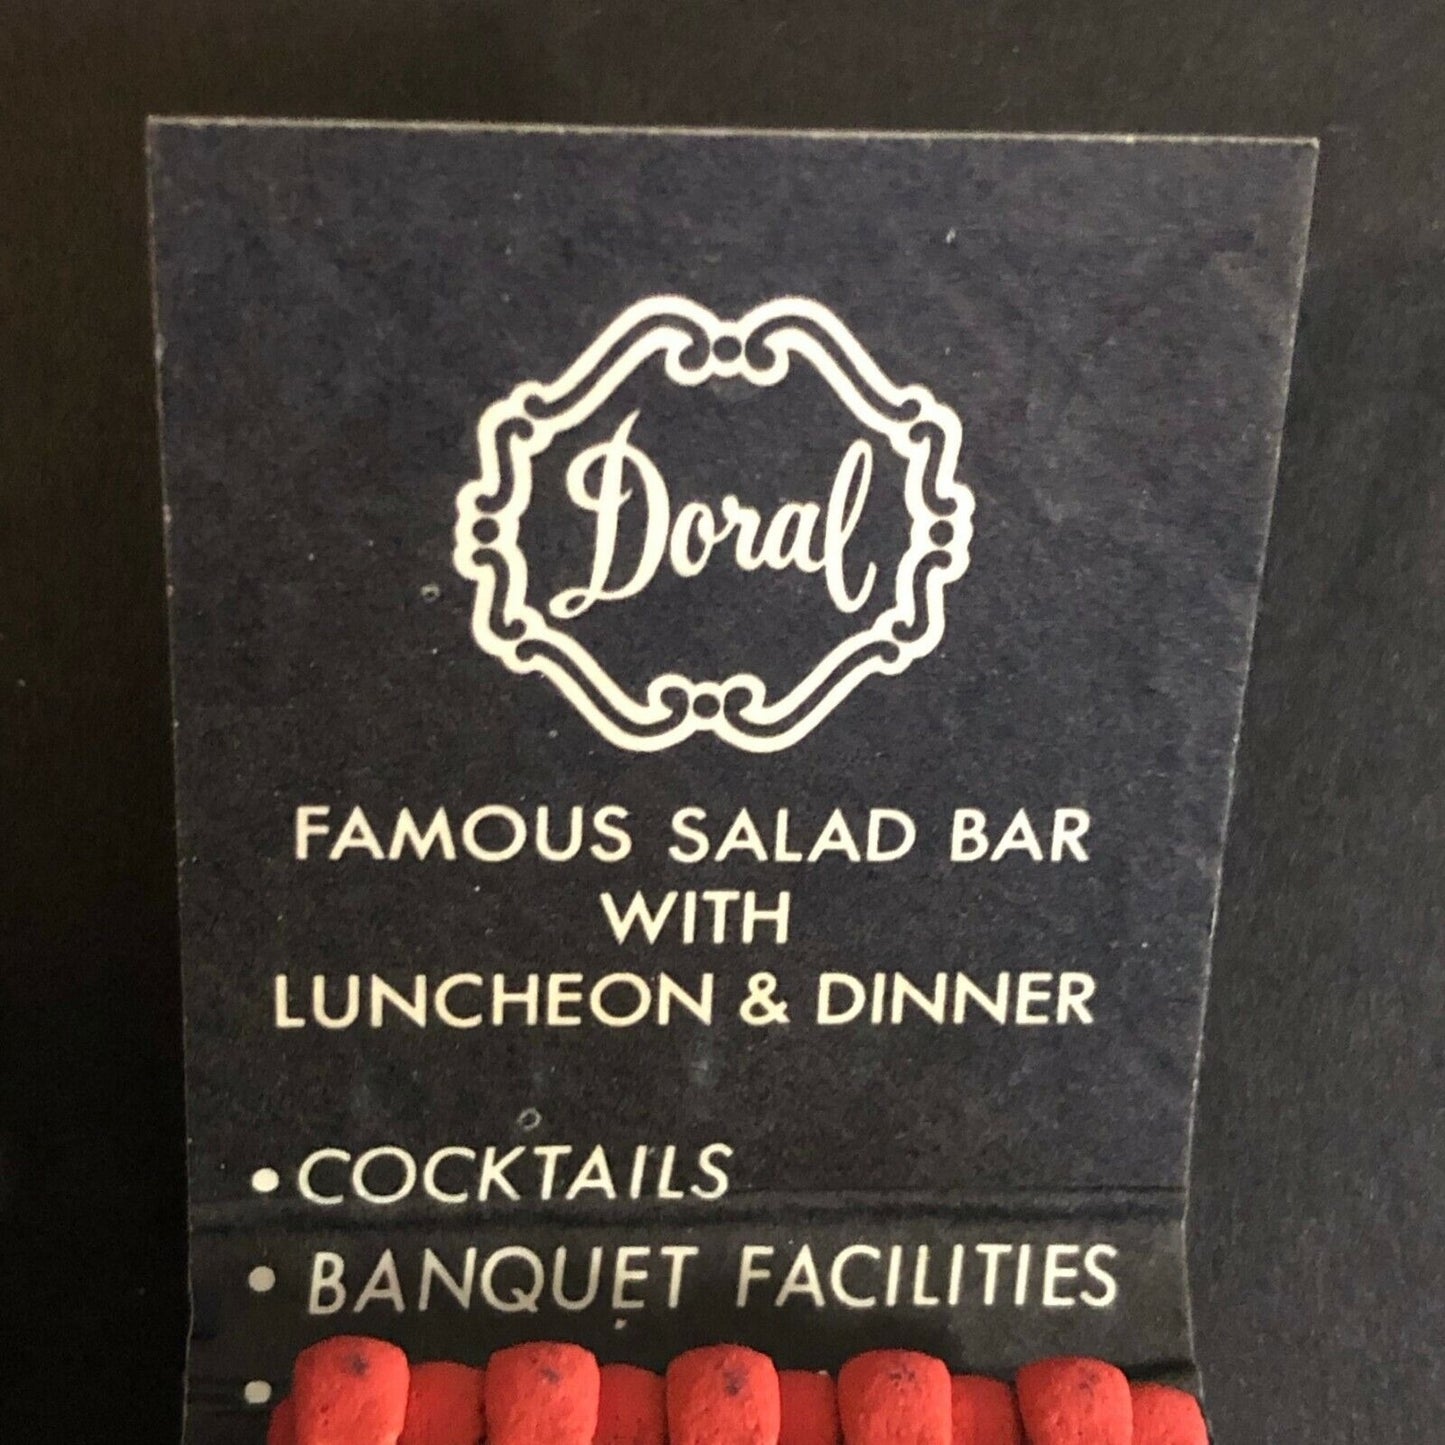 Doral
FAMOUS SALAD BAR
WITH
LUNCHEON & DINNER
• COCKTAILS
• BANQUET FACILITIES
•